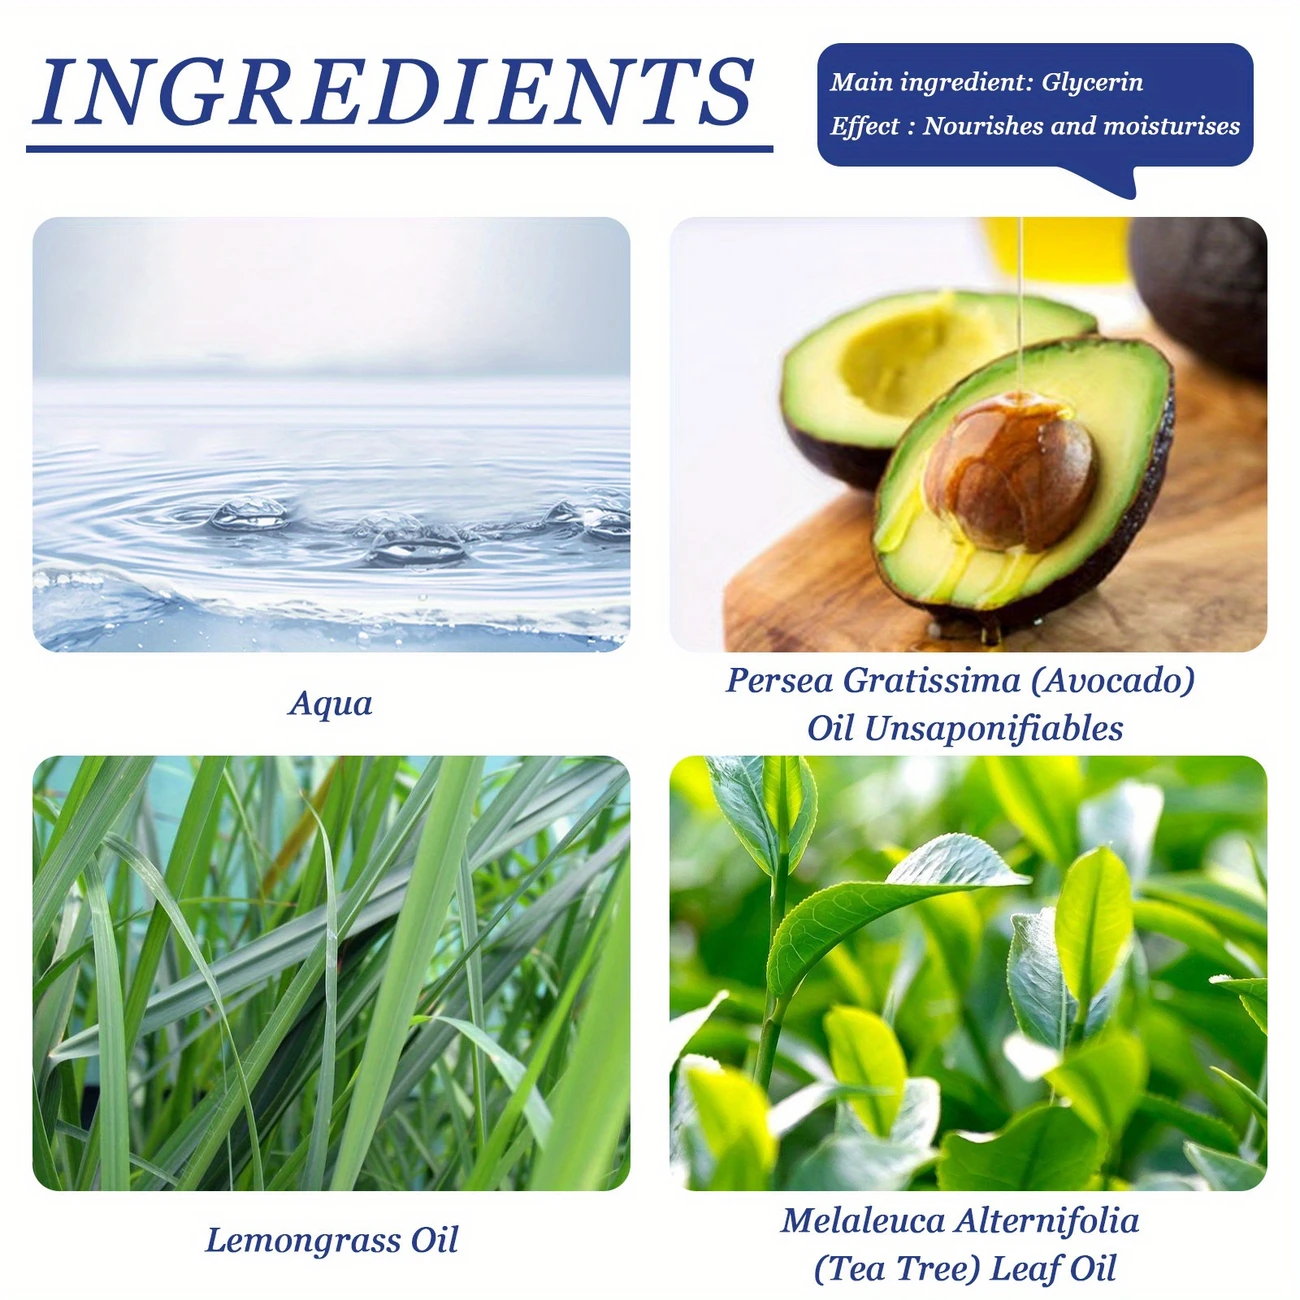 INGREDIENTS
Main ingredient: Glycerin
Effect : Nourishes and moisturises
Aqua
Persea Gratissima (Avocado)
Oil Unsaponifiables
Lemongrass Oil
Melaleuca Alternifolia
(Tea Tree) Leaf Oil